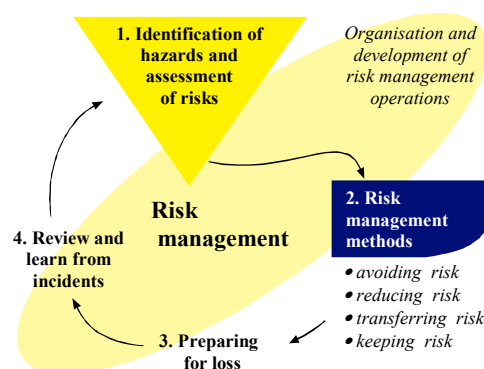 1. Identification of
hazards and
assessment
of risks
Organisation and
development of
risk management
operations
Risk
management
2. Risk
management
methods
• avoiding risk
• reducing risk
• transferring risk
• keeping risk
3. Preparing
for loss
4. Review and
learn from
incidents